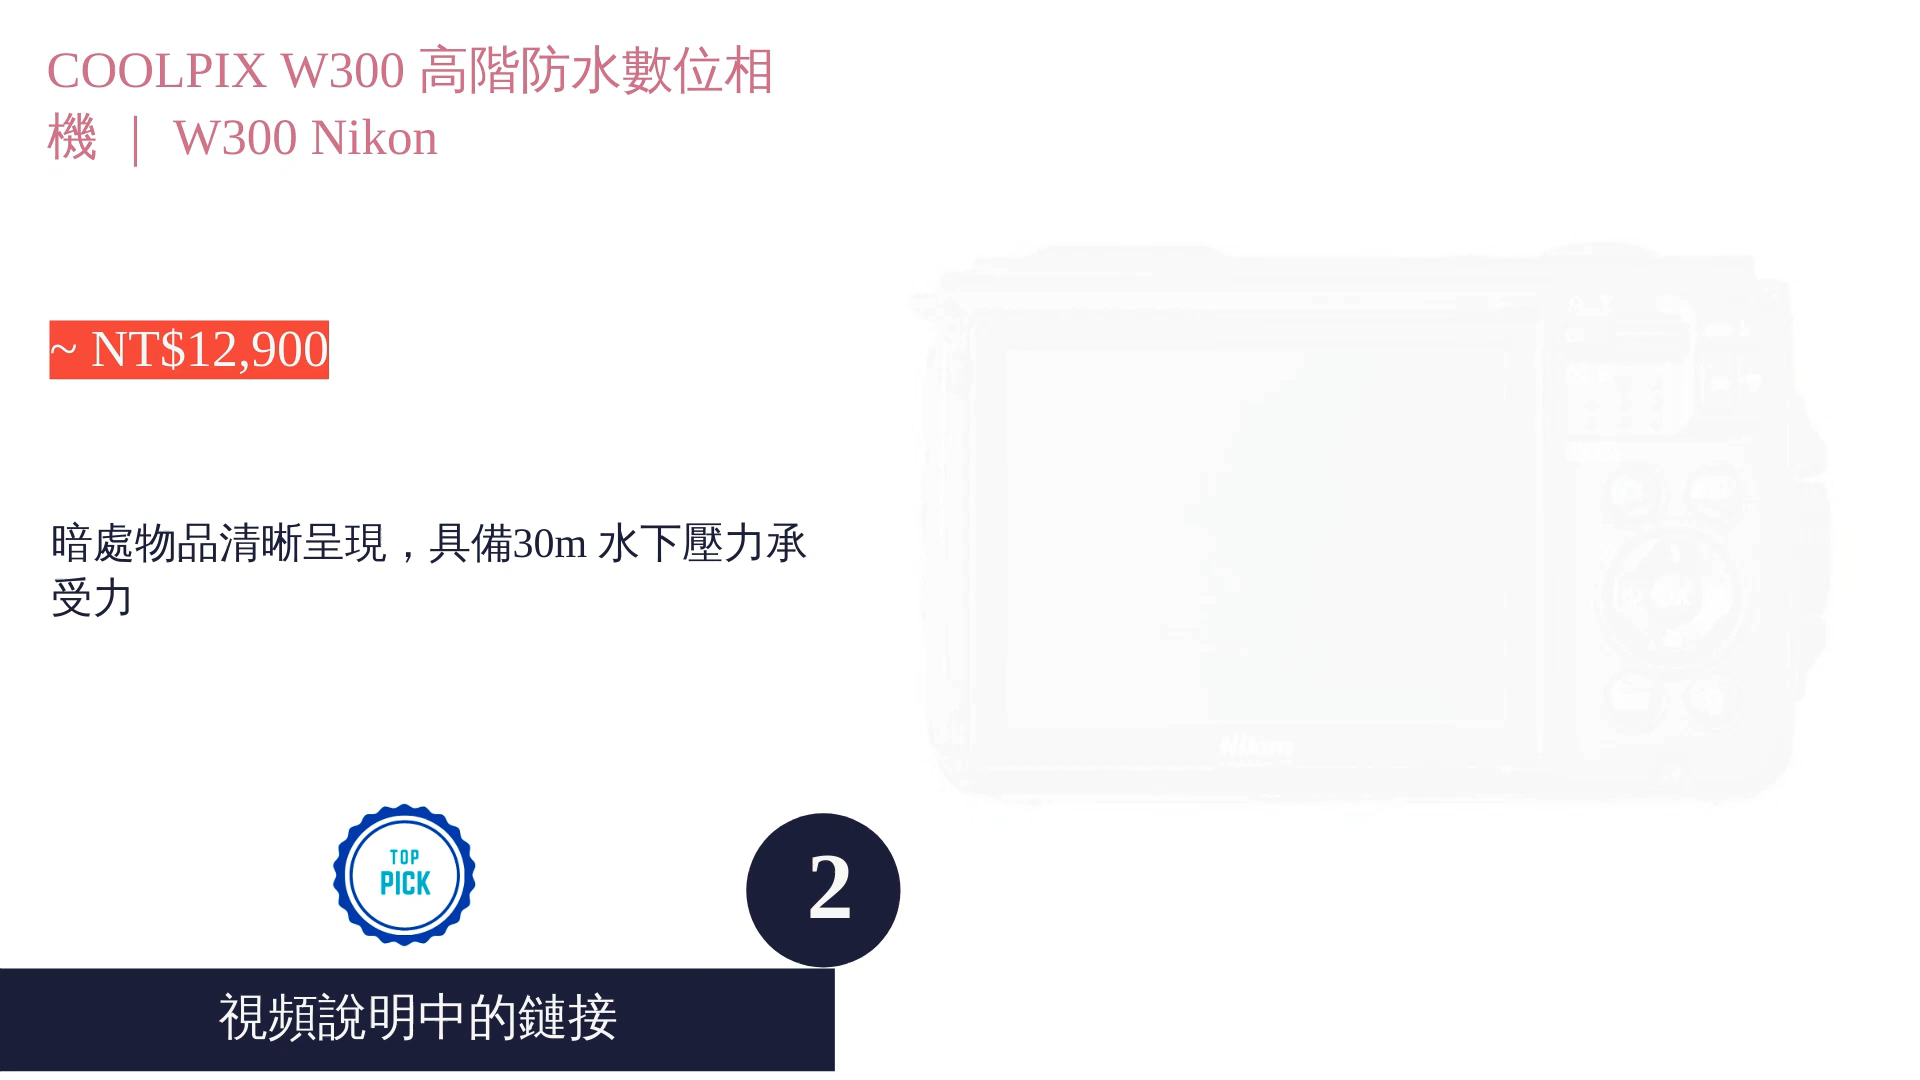 COOLPIX W300 高階防水數位相
機 ｜ W300 Nikon
~ NT$12,900
暗處物品清晰呈現，具備30m 水下壓力承
受力
Nikon
TOP
PICK
2
視頻說明中的鏈接